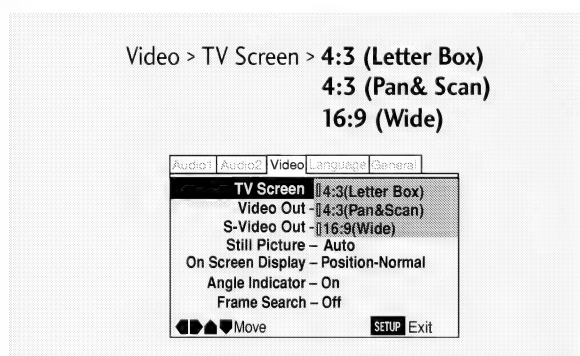 Video > TV Screen > 4:3 (Letter Box)
4:3 (Pan& Scan)
16:9 (Wide)
Audio1 Audio2 Video Language General
TV Screen 4:3(Letter Box)
Video Out - 4:3(Pan&Scan)
S-Video Out - 16:9(Wide)
Still Picture – Auto
On Screen Display – Position-Normal
Angle Indicator – On
Frame Search – Off
Move SETUP Exit